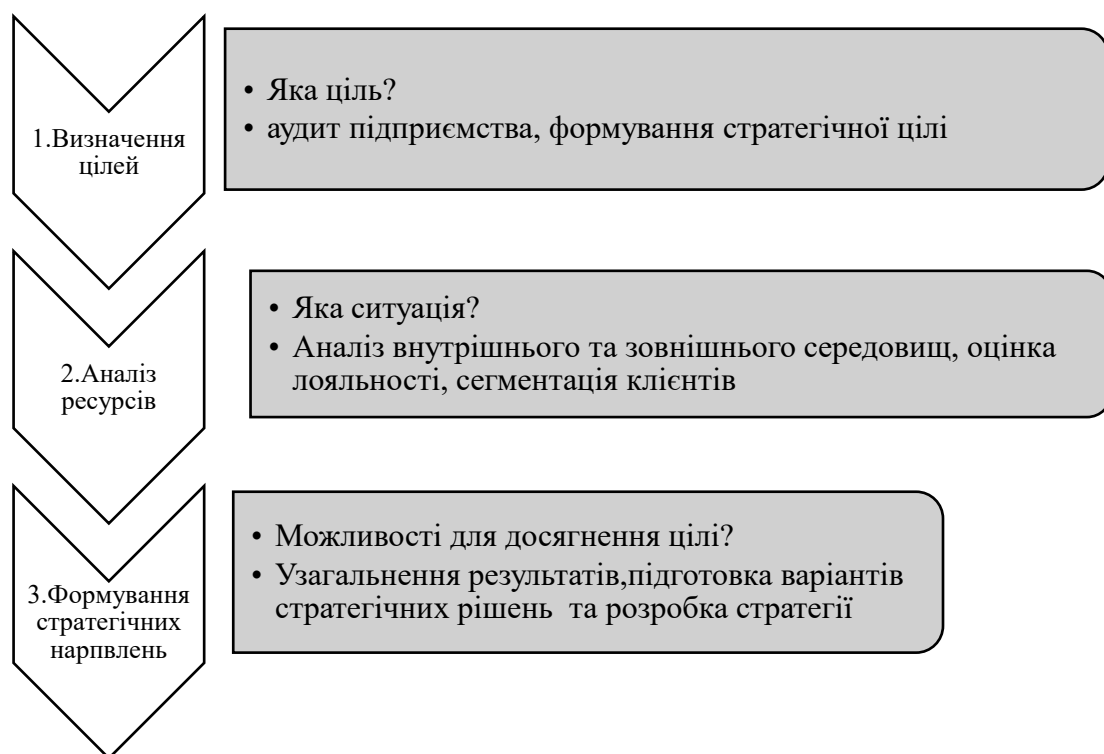 1.Визначення
цілей
• Яка ціль?
• аудит підприємства, формування стратегічної цілі
2.Аналіз
ресурсів
• Яка ситуація?
• Аналіз внутрішнього та зовнішнього середовищ, оцінка
лояльності, сегментація клієнтів
3.Формування
стратегічних
нарпвлень
• Можливості для досягнення цілі?
• Узагальнення результатів,підготовка варіантів
стратегічних рішень  та розробка стратегії